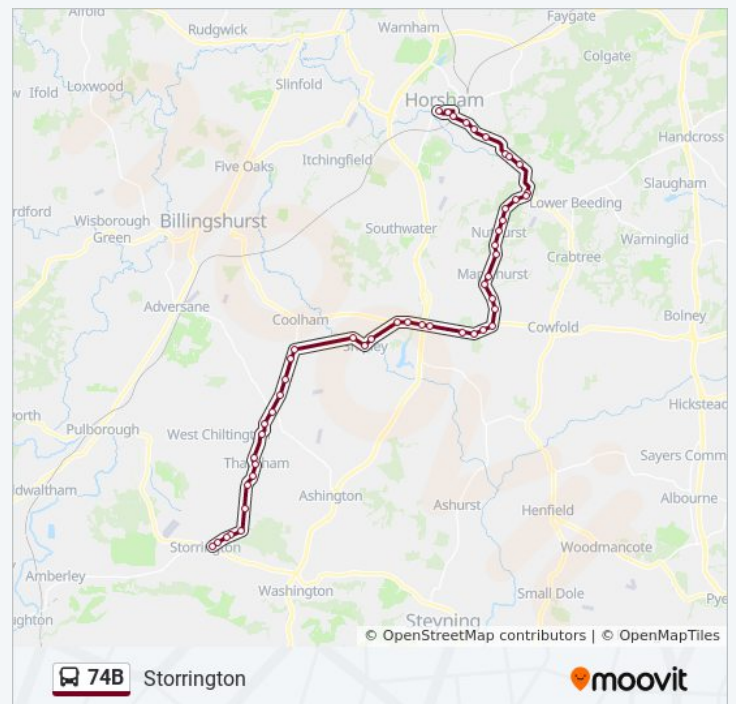 Alfold
Rudgwick
Warnham
Faygate
Colgate
Ifold
Loxwood
Slinfold
Horsham
Handcross
Five Oaks
Itchingfield
Slaugham
Lower Beeding
Wisborough
Green
Billingshurst
Southwater
Nuthurst
Warninglid
Crabtree
Adversane
Coolham
Cowfold
Bolney
Shipley
Pulborough
West Chiltington
Thakeham
Ashington
Ashurst
Henfield
Sayers Comm
Albourne
Woodmancote
Storrington
Amberley
Washington
Small Dole
Steyning
© OpenStreetMap contributors | © OpenMapTiles
74B Storrington
moovit